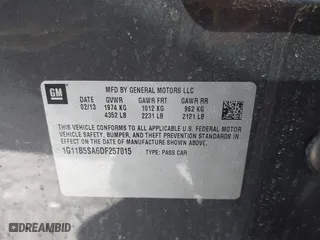 GM
MFD BY GENERAL MOTORS LLC
DATE GVWR GAWR FRT GAWR RR
02/13 1974 KG 1012 KG 962 KG
4352 LB 2231 LB 2121 LB
THIS VEHICLE CONFORMS TO ALL APPLICABLE U.S. FEDERAL MOTOR
VEHICLE SAFETY, BUMPER, AND THEFT PREVENTION STANDARDS IN EFFECT
ON THE DATE OF MANUFACTURE SHOWN ABOVE.
1G11B5SA6DF257015 TYPE: PASS CAR